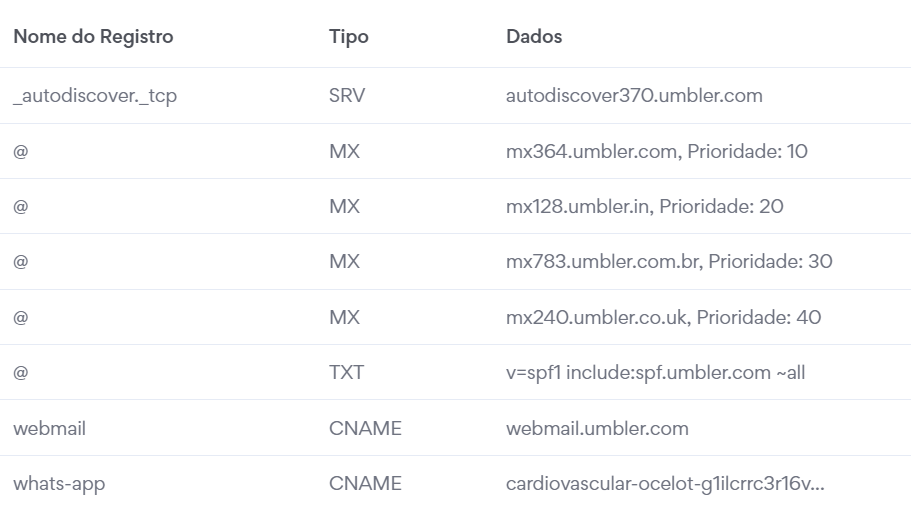 Nome do Registro Tipo Dados
_autodiscover._tcp SRV autodiscover370.umbler.com
@ MX mx364.umbler.com, Prioridade: 10
@ MX mx128.umbler.in, Prioridade: 20
@ MX mx783.umbler.com.br, Prioridade: 30
@ MX mx240.umbler.co.uk, Prioridade: 40
@ TXT v=spf1 include:spf.umbler.com ~all
webmail CNAME webmail.umbler.com
whats-app CNAME cardiovascular-ocelot-g1ilcrrc3r16v...